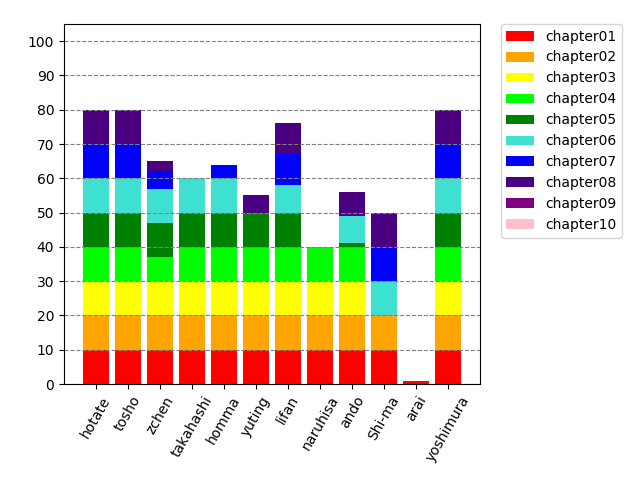 100
90
80
70
60
50
40
30
20
10
0
hotate
tosho
zchen
takahashi
homma
yuting
lifan
naruhisa
ando
Shi-ma
arai
yoshimura
chapter01
chapter02
chapter03
chapter04
chapter05
chapter06
chapter07
chapter08
chapter09
chapter10